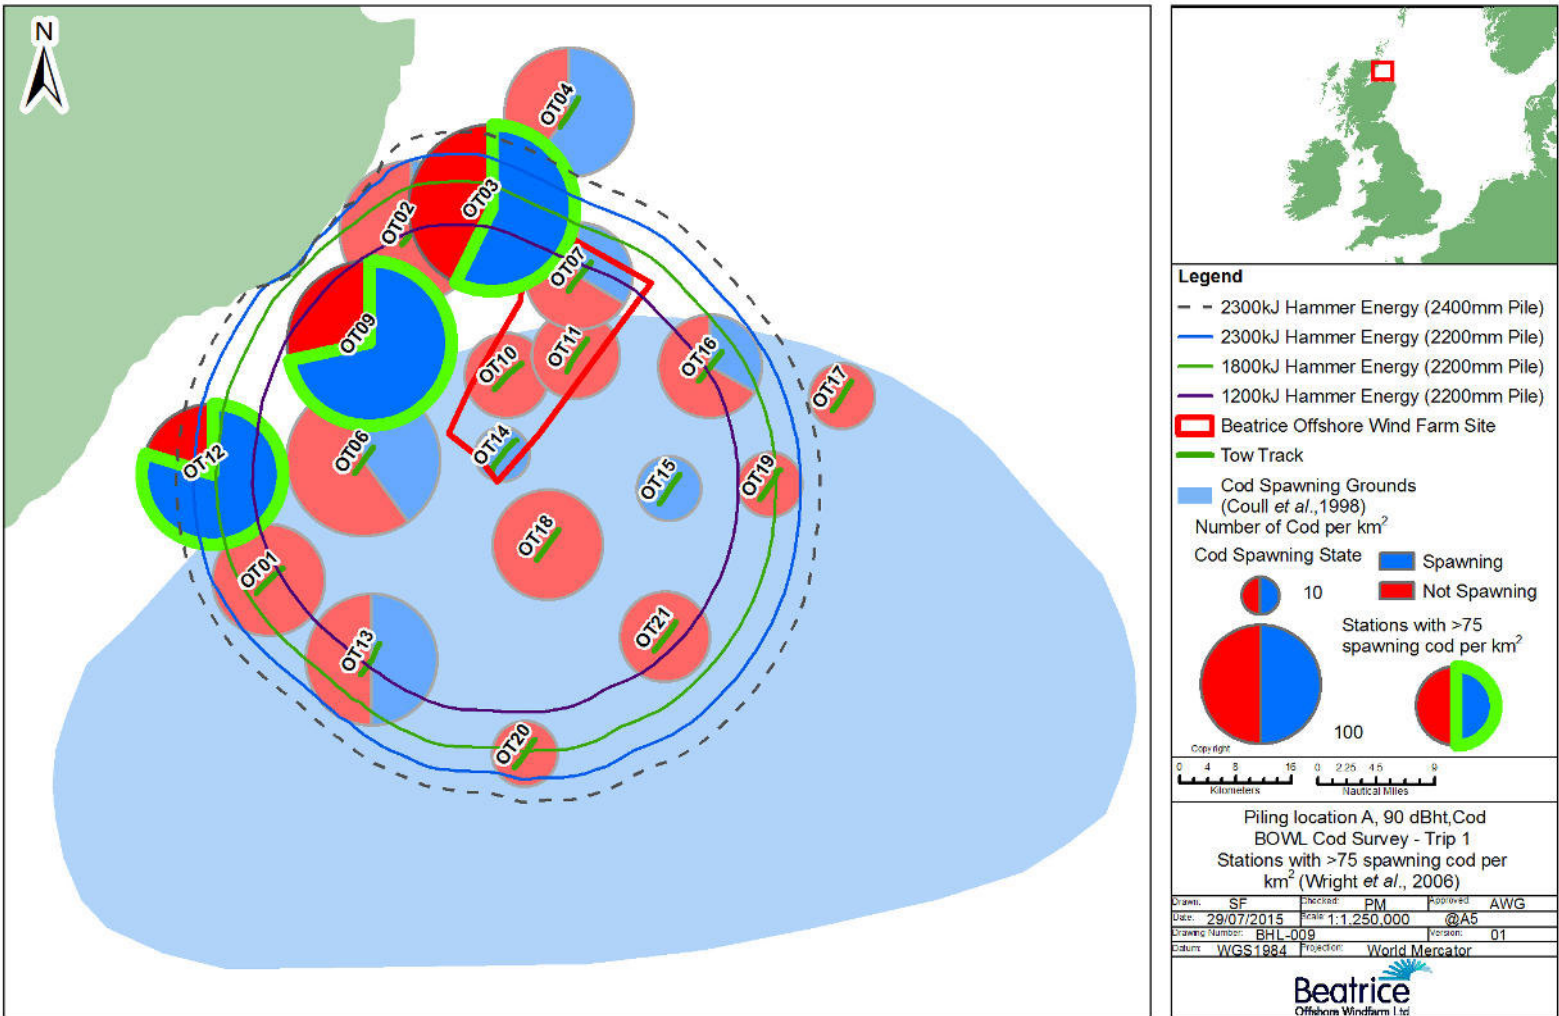 N
OT04
OT03
OT02
OT07
OT09
OT11
OT10
OT16
OT17
OT12
OT06
OT14
OT15
OT19
OT18
OT01
OT21
OT13
OT20
Legend
2300kJ Hammer Energy (2400mm Pile)
2300kJ Hammer Energy (2200mm Pile)
1800kJ Hammer Energy (2200mm Pile)
1200kJ Hammer Energy (2200mm Pile)
Beatrice Offshore Wind Farm Site
Tow Track
Cod Spawning Grounds
(Coull et al.,1998)
Number of Cod per km²
Cod Spawning State
Spawning
Not Spawning
10
Stations with >75
spawning cod per km²
100
Copyright
0 4 8 16
Kilometers
0 2.25 4.5 9
Nautical Miles
Piling location A, 90 dBht,Cod
BOWL Cod Survey - Trip 1
Stations with >75 spawning cod per
km² (Wright et al., 2006)
Drawn: SF Checked: PM Approved: AWG
Date: 29/07/2015 Scale: 1:1,250,000 @A5
Drawing Number: BHL-009 Version: 01
Datum: WGS1984 Projection: World Mercator
Beatrice
Offshore Windfarm Ltd